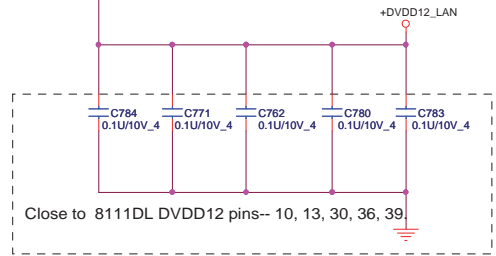 +DVDD12_LAN
C784
0.1U/10V_4
C771
0.1U/10V_4
C762
0.1U/10V_4
C780
0.1U/10V_4
C783
0.1U/10V_4
Close to 8111DL DVDD12 pins-- 10, 13, 30, 36, 39.